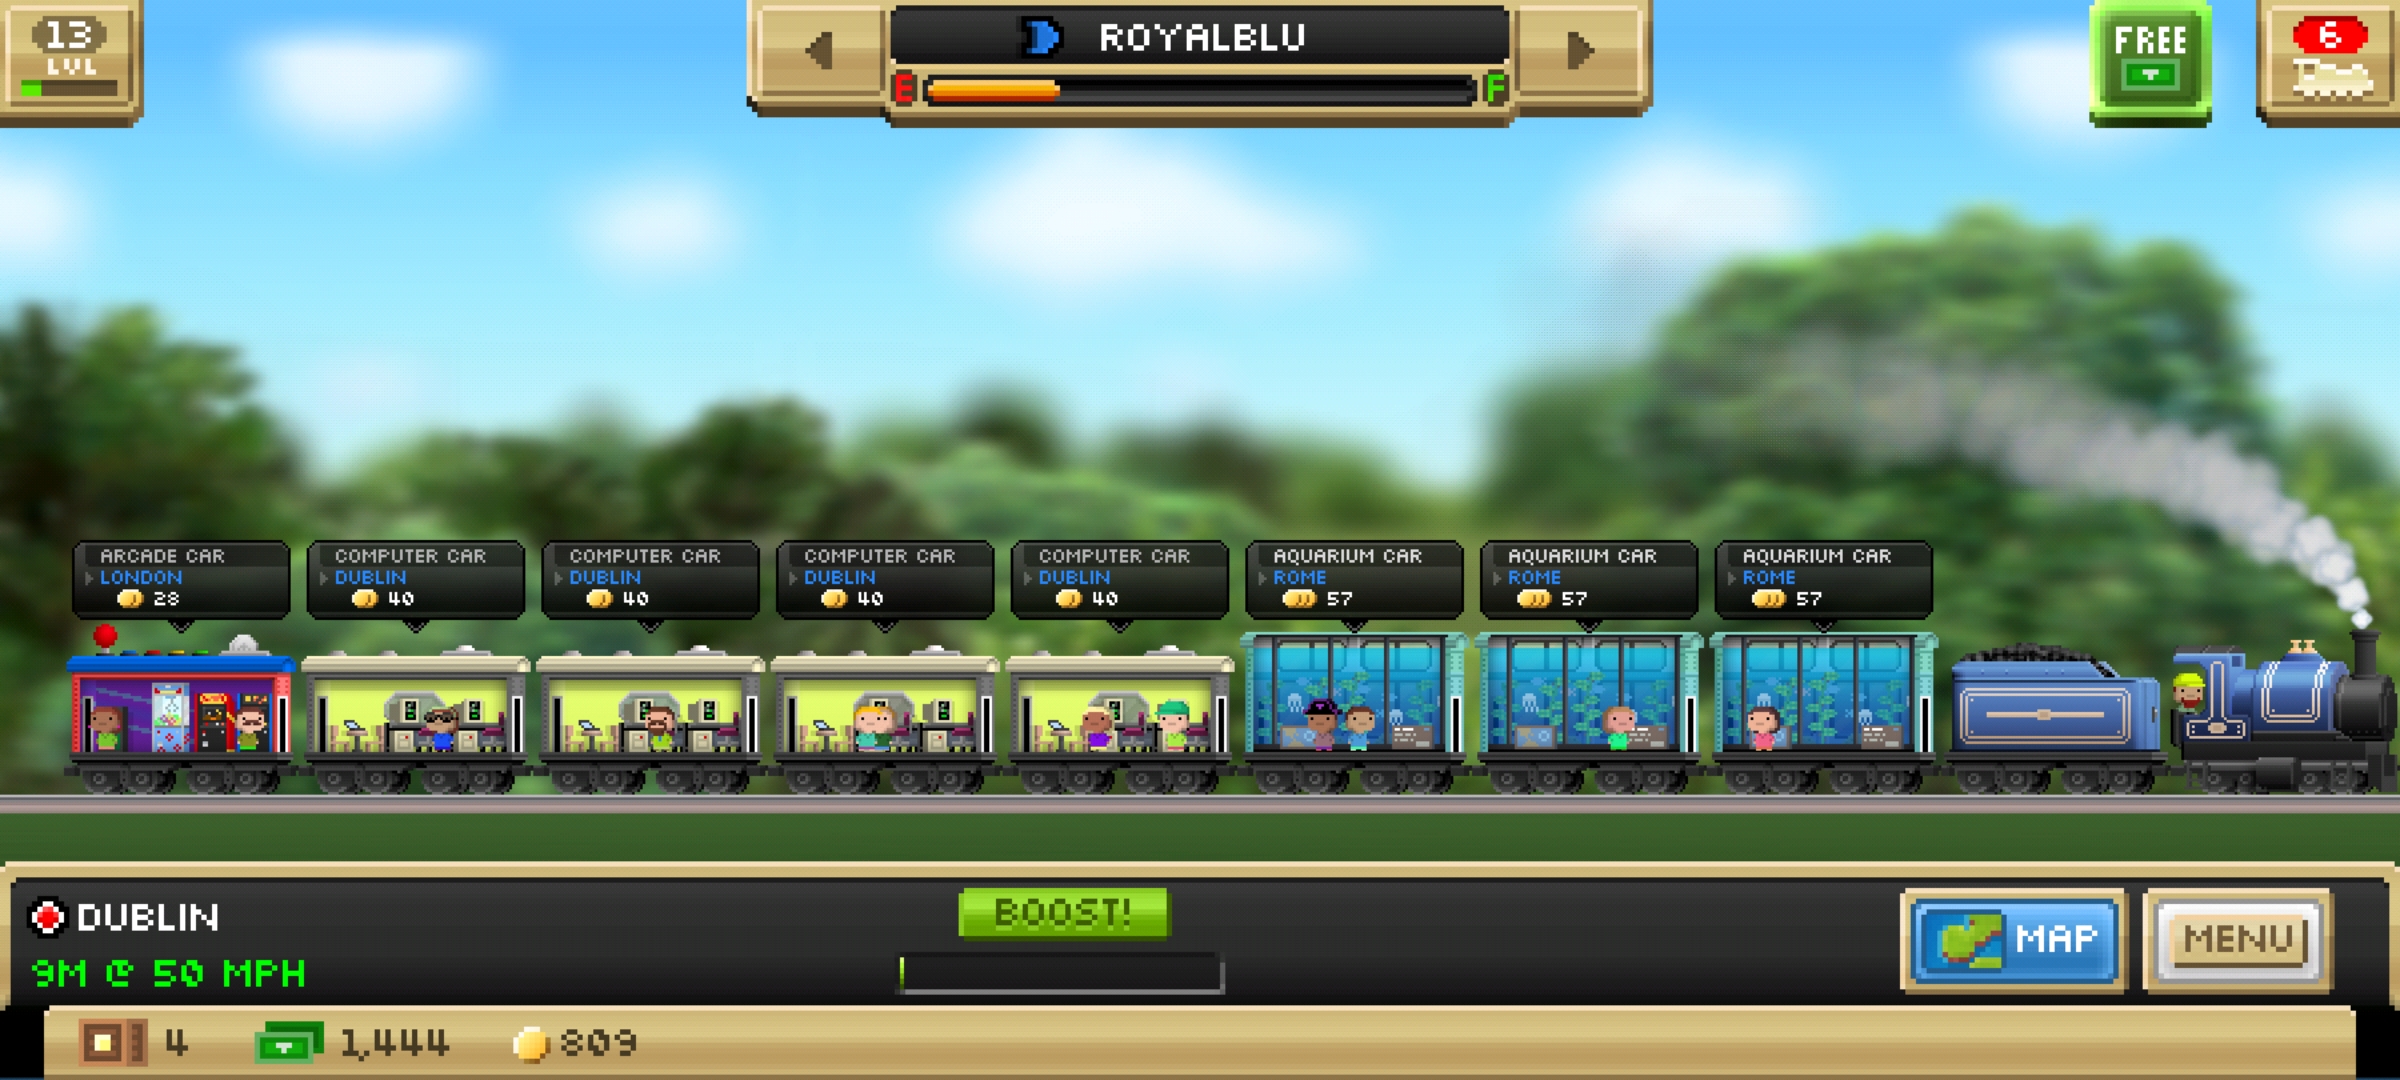 13
LVL
ROYALBLU
E F
FREE
6
ARCADE CAR
LONDON
28
COMPUTER CAR
DUBLIN
40
COMPUTER CAR
DUBLIN
40
COMPUTER CAR
DUBLIN
40
COMPUTER CAR
DUBLIN
40
AQUARIUM CAR
ROME
57
AQUARIUM CAR
ROME
57
AQUARIUM CAR
ROME
57
DUBLIN
9M @ 50 MPH
BOOST!
MAP
MENU
4
1,444
809